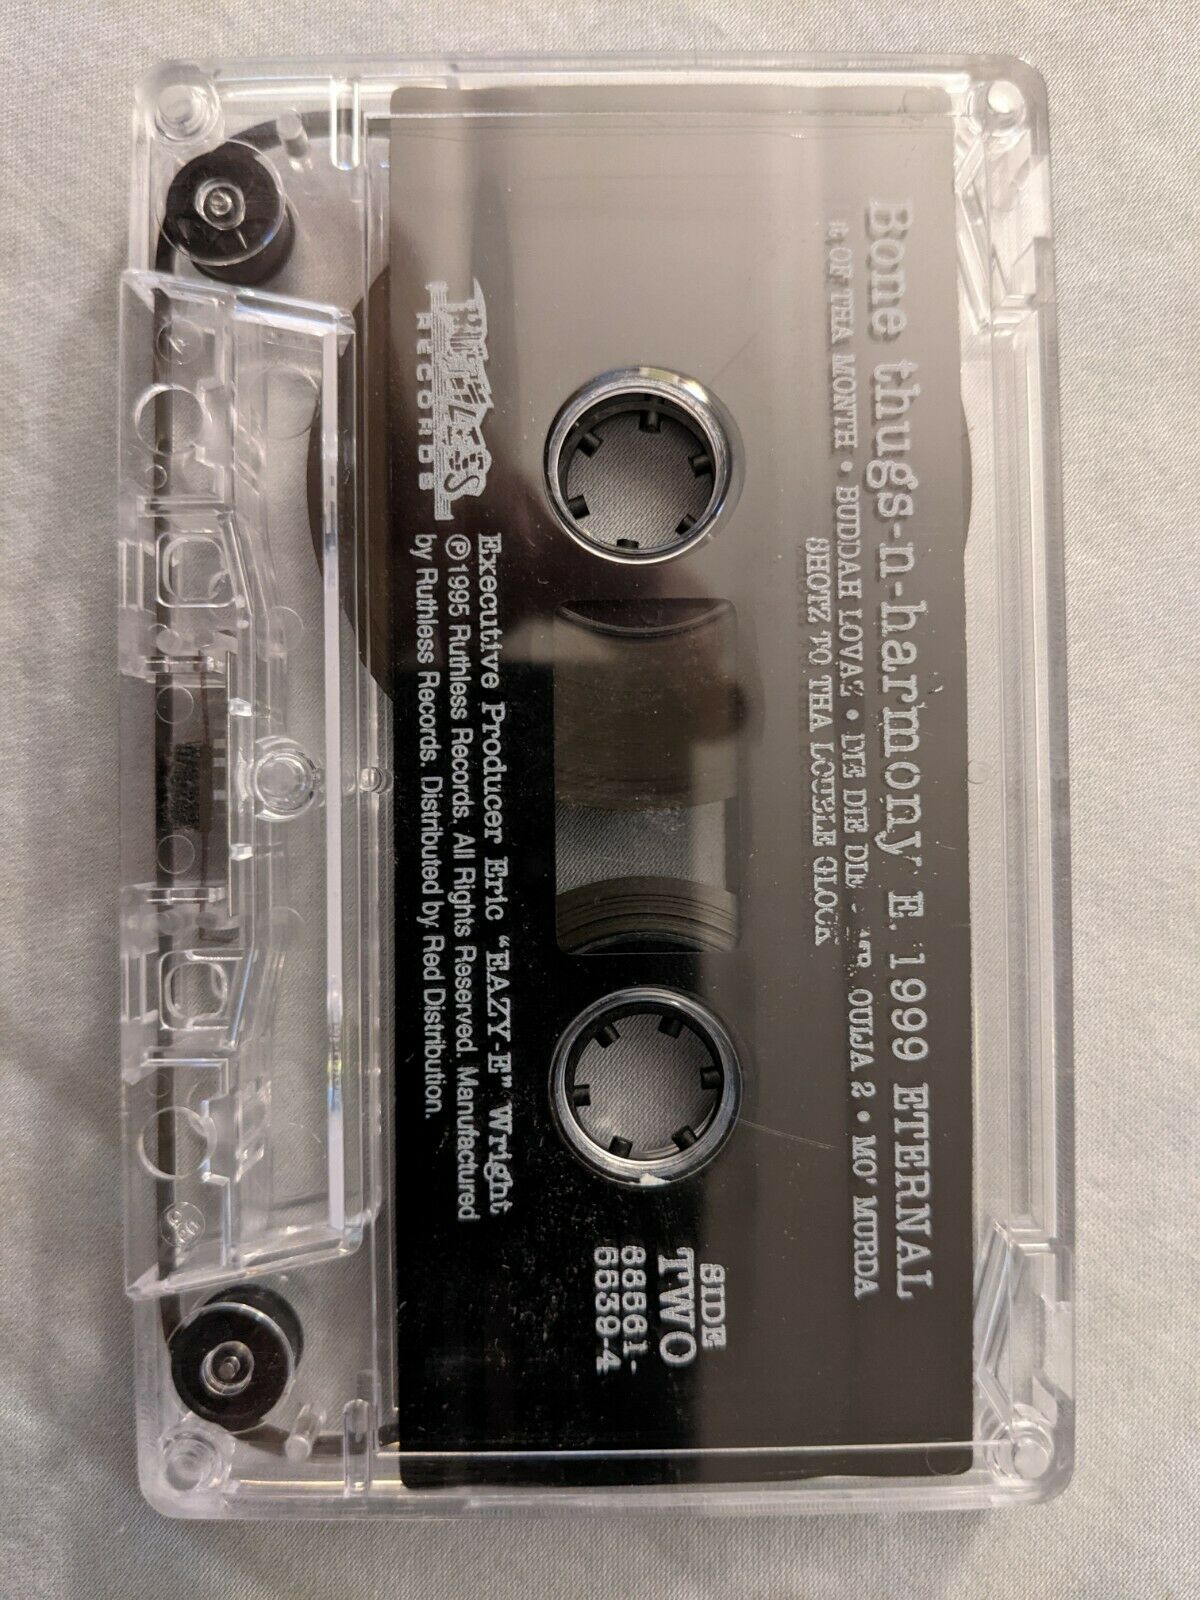 Bone thugs-n-harmony E. 1999 ETERNAL
OF THA MONTH • BUDDAH LOVAZ • DIE DIE DIE OUIJA 2 • MO' MURDA
SHOTZ TO THA DOUBLE GLOCK
SIDE
TWO
88561-
5539-4
RUTHLESS
RECORDS
Executive Producer Eric “EAZY-E” Wright
℗1995 Ruthless Records. All Rights Reserved. Manufactured
by Ruthless Records. Distributed by Red Distribution.